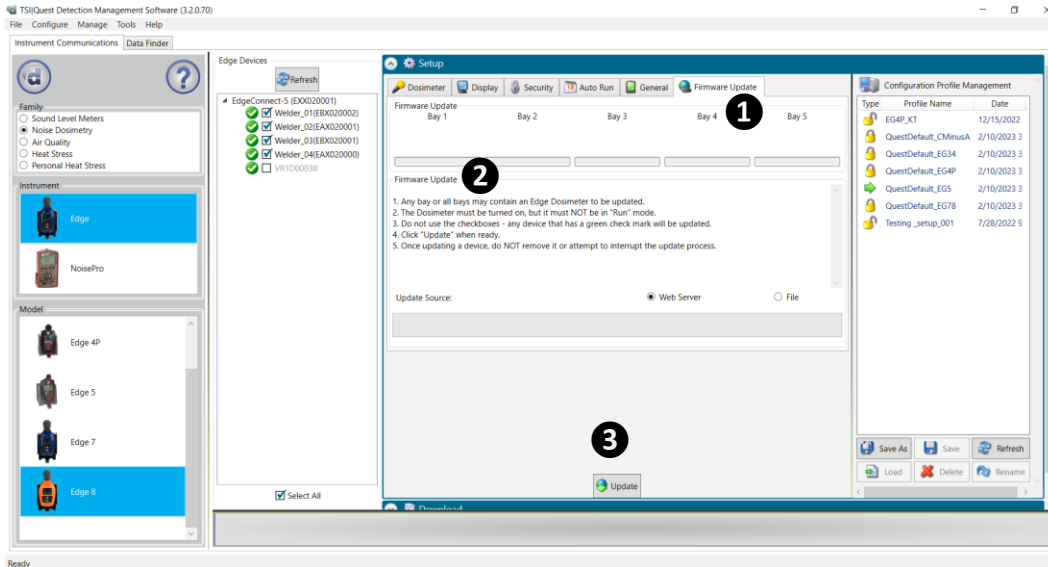 TSI|Quest Detection Management Software (3.2.0.70)
File Configure Manage Tools Help
Instrument Communications Data Finder
Family
Sound Level Meters
Noise Dosimetry
Air Quality
Heat Stress
Personal Heat Stress
Instrument
Edge
NoisePro
Model
Edge 4P
Edge 5
Edge 7
Edge 8
Edge Devices
Refresh
EdgeConnect-5 (EXX020001)
Welder_01(EBX020002)
Welder_02(EAX020001)
Welder_03(EBX020001)
Welder_04(EAX020000)
VR1D00038
Select All
Setup
Dosimeter Display Security Auto Run General Firmware Update
1
Firmware Update
Bay 1 Bay 2 Bay 3 Bay 4 Bay 5
2
Firmware Update
1. Any bay or all bays may contain an Edge Dosimeter to be updated.
2. The Dosimeter must be turned on, but it must NOT be in "Run" mode.
3. Do not use the checkboxes - any device that has a green check mark will be updated.
4. Click "Update" when ready.
5. Once updating a device, do NOT remove it or attempt to interrupt the update process.
Update Source: Web Server File
3
Update
Download
Configuration Profile Management
Type Profile Name Date
EG4P_KT 12/15/2022
QuestDefault_CMinusA 2/10/2023 3
QuestDefault_EG34 2/10/2023 3
QuestDefault_EG4P 2/10/2023 3
QuestDefault_EG5 2/10/2023 3
QuestDefault_EG78 2/10/2023 3
Testing _setup_001 7/28/2022 9
Save As Save Refresh
Load Delete Rename
Ready